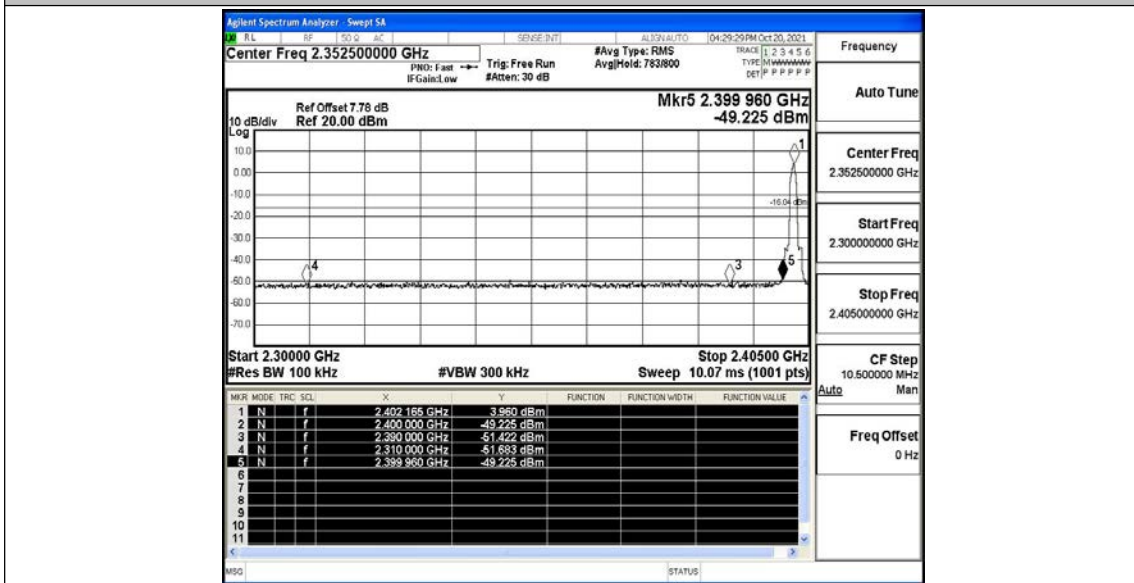 Agilent Spectrum Analyzer - Swept SA
RL RF 50 Ω AC SENSE:INT ALIGNAUTO 04:29:29 PM Oct 20, 2021
Center Freq 2.352500000 GHz
PNO: Fast
IFGain:Low
Trig: Free Run
#Atten: 30 dB
#Avg Type: RMS
Avg|Hold: 783/800
TRACE 1 2 3 4 5 6
TYPE M WWWWW
DET P P P P P P
Ref Offset 7.78 dB
10 dB/div Ref 20.00 dBm
Log
Mkr5 2.399 960 GHz
-49.225 dBm
10.0
0.00
-10.0
-20.0
-30.0
-40.0
-50.0
-60.0
-70.0
-16.04 dBm
1
4
3
5
Start 2.30000 GHz Stop 2.40500 GHz
#Res BW 100 kHz #VBW 300 kHz Sweep 10.07 ms (1001 pts)
MKR MODE TRC SCL X Y FUNCTION FUNCTION WIDTH FUNCTION VALUE
1 N f 2.402 165 GHz 3.960 dBm
2 N f 2.400 000 GHz -49.225 dBm
3 N f 2.390 000 GHz -51.422 dBm
4 N f 2.310 000 GHz -51.683 dBm
5 N f 2.399 960 GHz -49.225 dBm
6
7
8
9
10
11
MSG STATUS
Frequency
Auto Tune
Center Freq
2.352500000 GHz
Start Freq
2.300000000 GHz
Stop Freq
2.405000000 GHz
CF Step
10.500000 MHz
Auto Man
Freq Offset
0 Hz